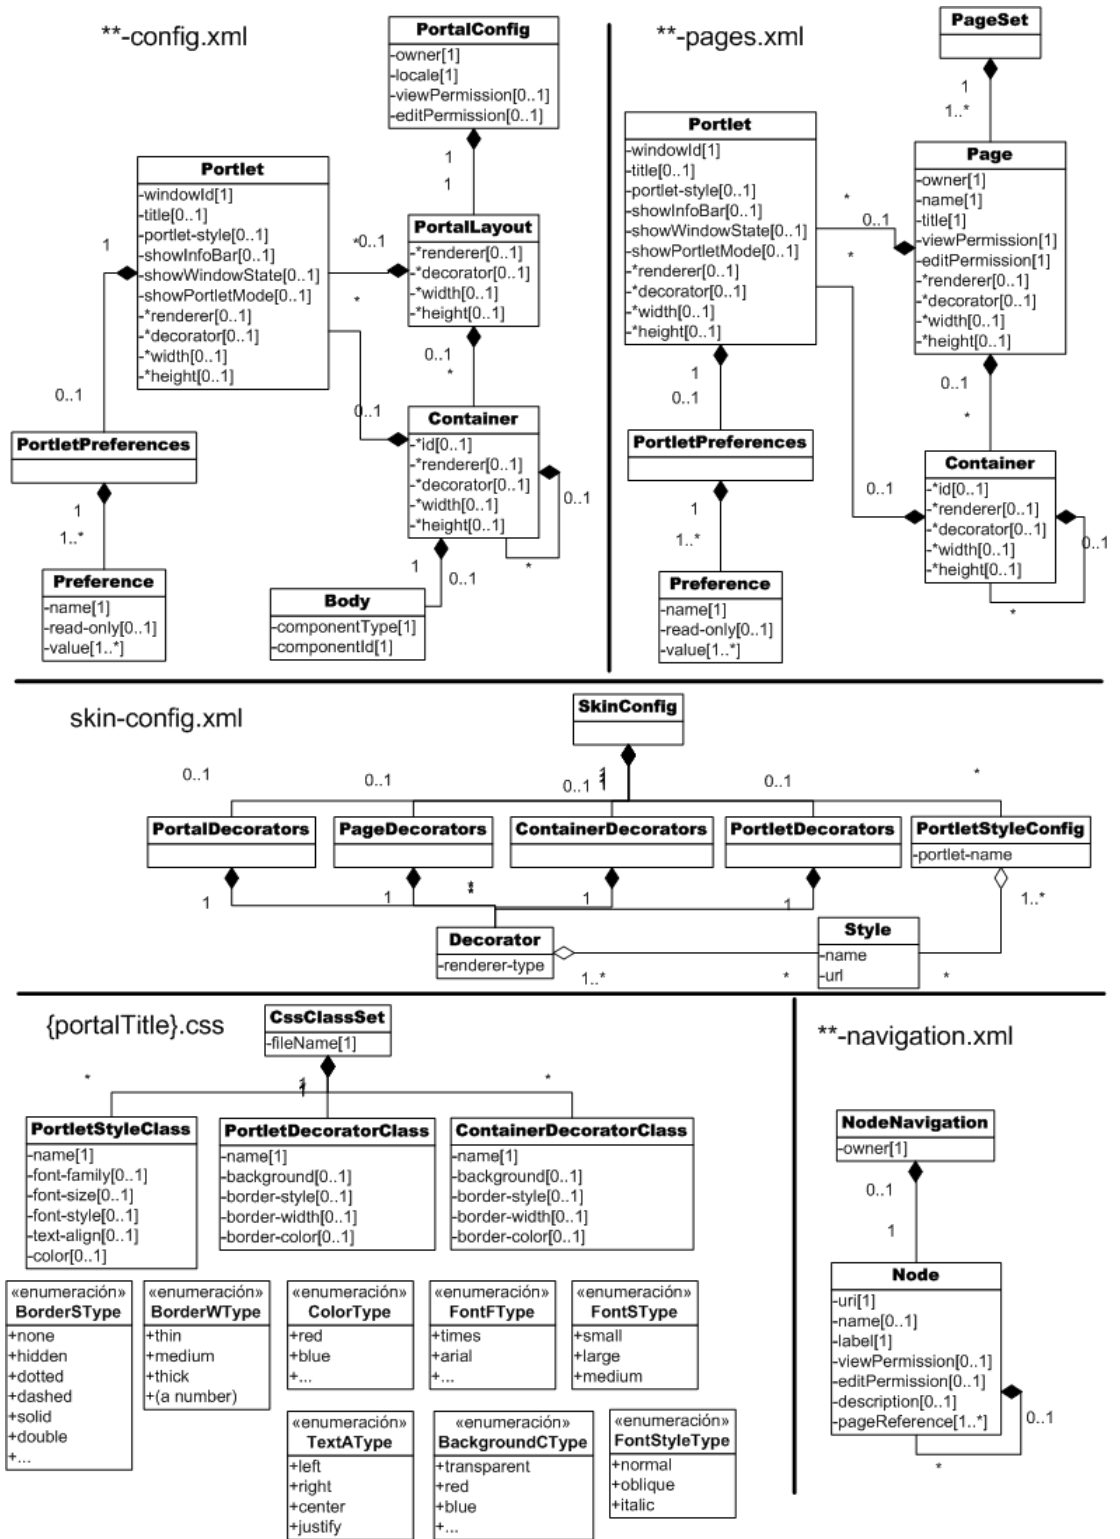 **-config.xml
PortalConfig
-owner[1]
-locale[1]
-viewPermission[0..1]
-editPermission[0..1]
1
1
Portlet
-windowId[1]
-title[0..1]
-portlet-style[0..1]
-showInfoBar[0..1]
-showWindowState[0..1]
-showPortletMode[0..1]
-*renderer[0..1]
-*decorator[0..1]
-*width[0..1]
-*height[0..1]
1
0..1
*
0..1
*
0..1
PortalLayout
-*renderer[0..1]
-*decorator[0..1]
-*width[0..1]
-*height[0..1]
0..1
*
Container
-*id[0..1]
-*renderer[0..1]
-*decorator[0..1]
-*width[0..1]
-*height[0..1]
0..1
*
1
0..1
PortletPreferences
1
1..*
Preference
-name[1]
-read-only[0..1]
-value[1..*]
Body
-componentType[1]
-componentId[1]
**-pages.xml
PageSet
1
1..*
Portlet
-windowId[1]
-title[0..1]
-portlet-style[0..1]
-showInfoBar[0..1]
-showWindowState[0..1]
-showPortletMode[0..1]
-*renderer[0..1]
-*decorator[0..1]
-*width[0..1]
-*height[0..1]
*
0..1
*
Page
-owner[1]
-name[1]
-title[1]
-viewPermission[1]
-editPermission[1]
-*renderer[0..1]
-*decorator[0..1]
-*width[0..1]
-*height[0..1]
1
0..1
0..1
*
PortletPreferences
1
1..*
0..1
Container
-*id[0..1]
-*renderer[0..1]
-*decorator[0..1]
-*width[0..1]
-*height[0..1]
0..1
*
Preference
-name[1]
-read-only[0..1]
-value[1..*]
skin-config.xml
SkinConfig
0..1
0..1
0..1
1
0..1
*
PortalDecorators
PageDecorators
ContainerDecorators
PortletDecorators
PortletStyleConfig
-portlet-name
1
1
*
*
1
1
1..*
Decorator
-renderer-type
1..*
*
Style
-name
-url
*
{portalTitle}.css
CssClassSet
-fileName[1]
*
1
*
PortletStyleClass
-name[1]
-font-family[0..1]
-font-size[0..1]
-font-style[0..1]
-text-align[0..1]
-color[0..1]
PortletDecoratorClass
-name[1]
-background[0..1]
-border-style[0..1]
-border-width[0..1]
-border-color[0..1]
ContainerDecoratorClass
-name[1]
-background[0..1]
-border-style[0..1]
-border-width[0..1]
-border-color[0..1]
«enumeración»
BorderSType
+none
+hidden
+dotted
+dashed
+solid
+double
+...
«enumeración»
BorderWType
+thin
+medium
+thick
+(a number)
«enumeración»
ColorType
+red
+blue
+...
«enumeración»
FontFType
+times
+arial
+...
«enumeración»
FontSType
+small
+large
+medium
«enumeración»
TextAType
+left
+right
+center
+justify
«enumeración»
BackgroundCType
+transparent
+red
+blue
+...
«enumeración»
FontStyleType
+normal
+oblique
+italic
**-navigation.xml
NodeNavigation
-owner[1]
0..1
1
Node
-uri[1]
-name[0..1]
-label[1]
-viewPermission[0..1]
-editPermission[0..1]
-description[0..1]
-pageReference[1..*]
0..1
*